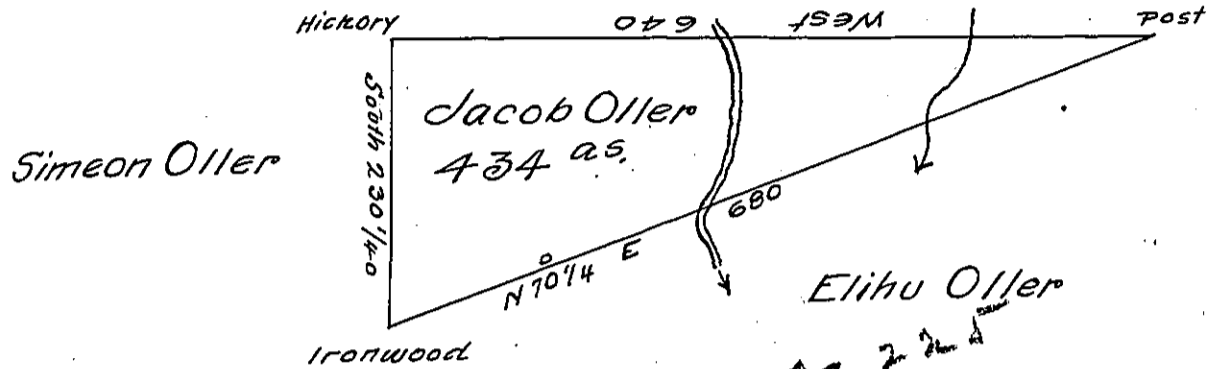 Hickory
640 West
Post
South 230 1/40
Jacob Oller
434 as.
Simeon Oller
680
N 70 1/4 E
Elihu Oller
Ironwood